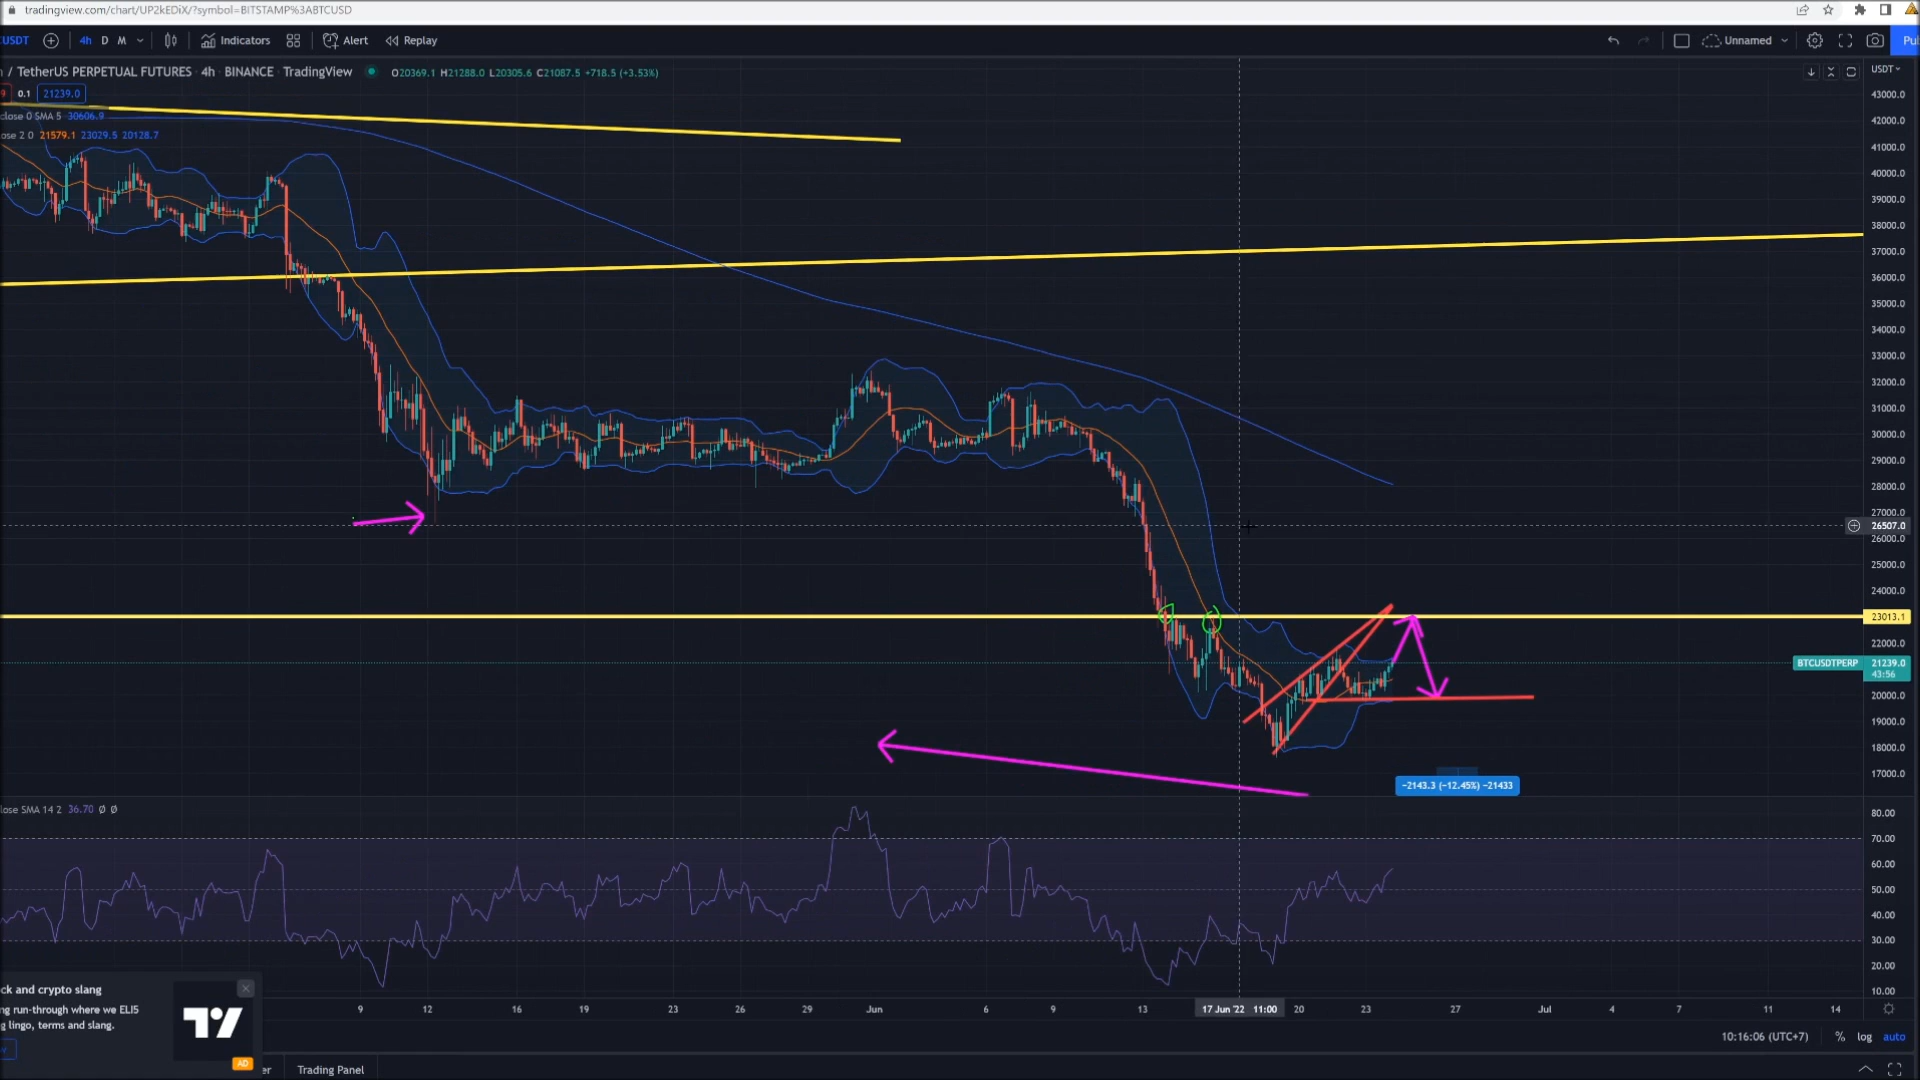 tradingview.com/chart/UP2kEDiX/?symbol=BITSTAMP%3ABTCUSD
USDT 4h D M Indicators Alert Replay Unnamed Pu
/ TetherUS PERPETUAL FUTURES · 4h · BINANCE · TradingView O20369.1 H21288.0 L20305.6 C21087.5 +718.5 (+3.53%) USDT
9 0.1 21239.0
close 0 SMA 5 30606.9
ose 2 0 21579.1 23029.5 20128.7
43000.0
42000.0
41000.0
40000.0
39000.0
38000.0
37000.0
36000.0
35000.0
34000.0
33000.0
32000.0
31000.0
30000.0
29000.0
28000.0
27000.0
26507.0
26000.0
25000.0
24000.0
23013.1
22000.0
BTCUSDTPERP 21239.0
43:56
20000.0
19000.0
18000.0
17000.0
−2143.3 (−12.45%) −21433
lose SMA 14 2 36.70 Ø Ø
80.00
70.00
60.00
50.00
40.00
30.00
20.00
10.00
ck and crypto slang
ng run-through where we ELI5
g lingo, terms and slang.
AD
9 12 16 19 23 26 29 Jun 6 9 13 17 Jun '22 11:00 20 23 27 Jul 4 7 11 14
10:16:06 (UTC+7) % log auto
er Trading Panel